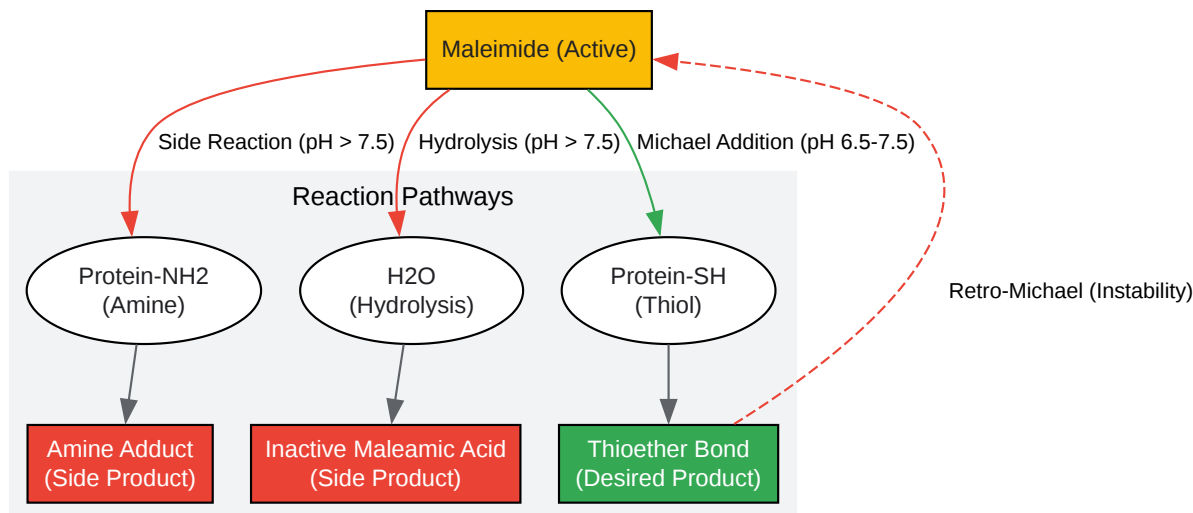 Maleimide (Active)
Side Reaction (pH > 7.5)
Hydrolysis (pH > 7.5)
Michael Addition (pH 6.5-7.5)
Reaction Pathways
Protein-NH2
(Amine)
H2O
(Hydrolysis)
Protein-SH
(Thiol)
Retro-Michael (Instability)
Amine Adduct
(Side Product)
Inactive Maleamic Acid
(Side Product)
Thioether Bond
(Desired Product)